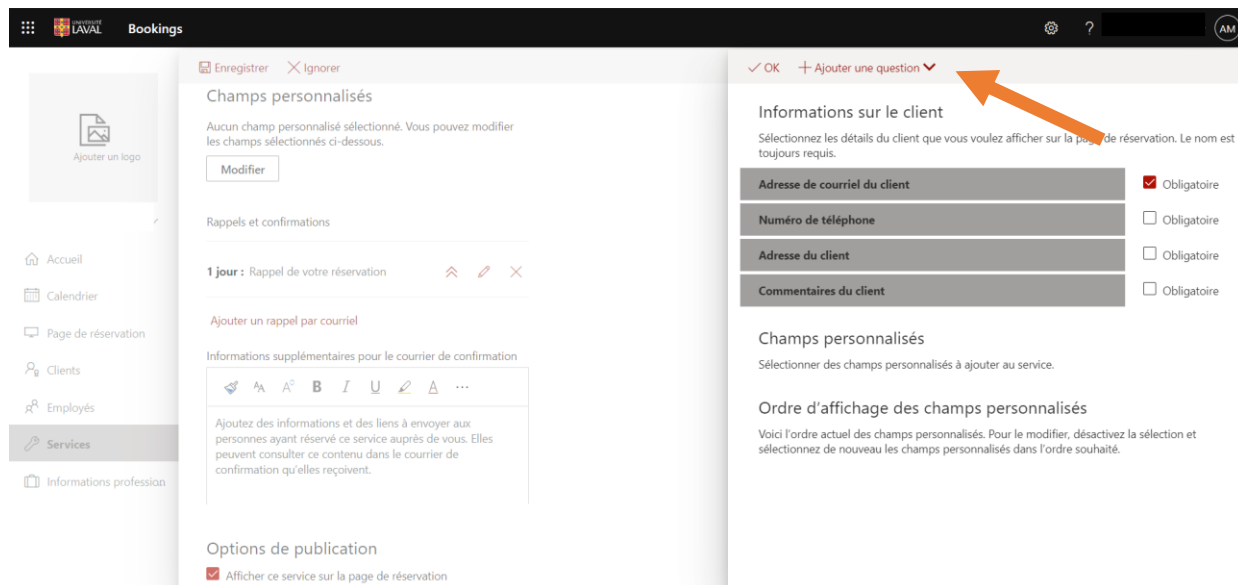 UNIVERSITÉ
LAVAL
Bookings
?
AM
Ajouter un logo
Accueil
Calendrier
Page de réservation
Clients
Employés
Services
Informations profession
Enregistrer
Ignorer
Champs personnalisés
Aucun champ personnalisé sélectionné. Vous pouvez modifier
les champs sélectionnés ci-dessous.
Modifier
Rappels et confirmations
1 jour : Rappel de votre réservation
Ajouter un rappel par courriel
Informations supplémentaires pour le courrier de confirmation
B I U A ...
Ajoutez des informations et des liens à envoyer aux
personnes ayant réservé ce service auprès de vous. Elles
peuvent consulter ce contenu dans le courrier de
confirmation qu'elles reçoivent.
Options de publication
Afficher ce service sur la page de réservation
OK
Ajouter une question
Informations sur le client
Sélectionnez les détails du client que vous voulez afficher sur la page de réservation. Le nom est
toujours requis.
Adresse de courriel du client
Obligatoire
Numéro de téléphone
Obligatoire
Adresse du client
Obligatoire
Commentaires du client
Obligatoire
Champs personnalisés
Sélectionner des champs personnalisés à ajouter au service.
Ordre d'affichage des champs personnalisés
Voici l'ordre actuel des champs personnalisés. Pour le modifier, désactivez la sélection et
sélectionnez de nouveau les champs personnalisés dans l'ordre souhaité.